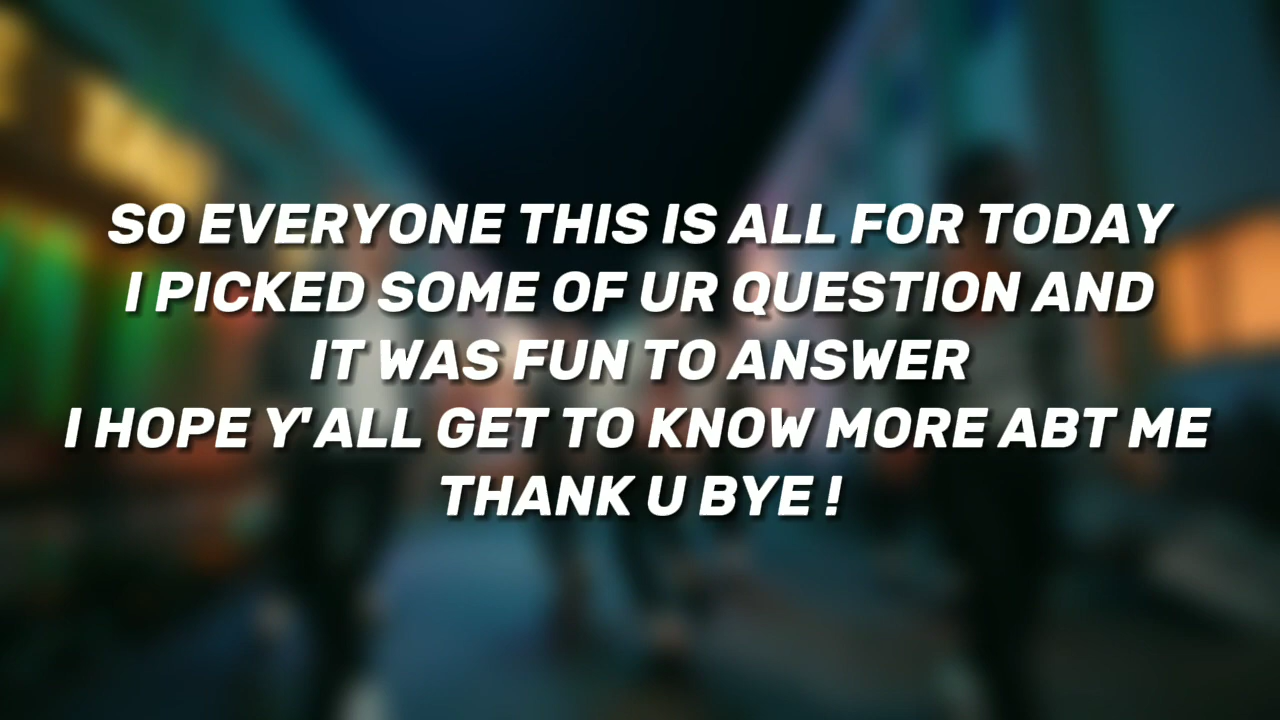 SO EVERYONE THIS IS ALL FOR TODAY
I PICKED SOME OF UR QUESTION AND
IT WAS FUN TO ANSWER
I HOPE Y'ALL GET TO KNOW MORE ABT ME
THANK U BYE !